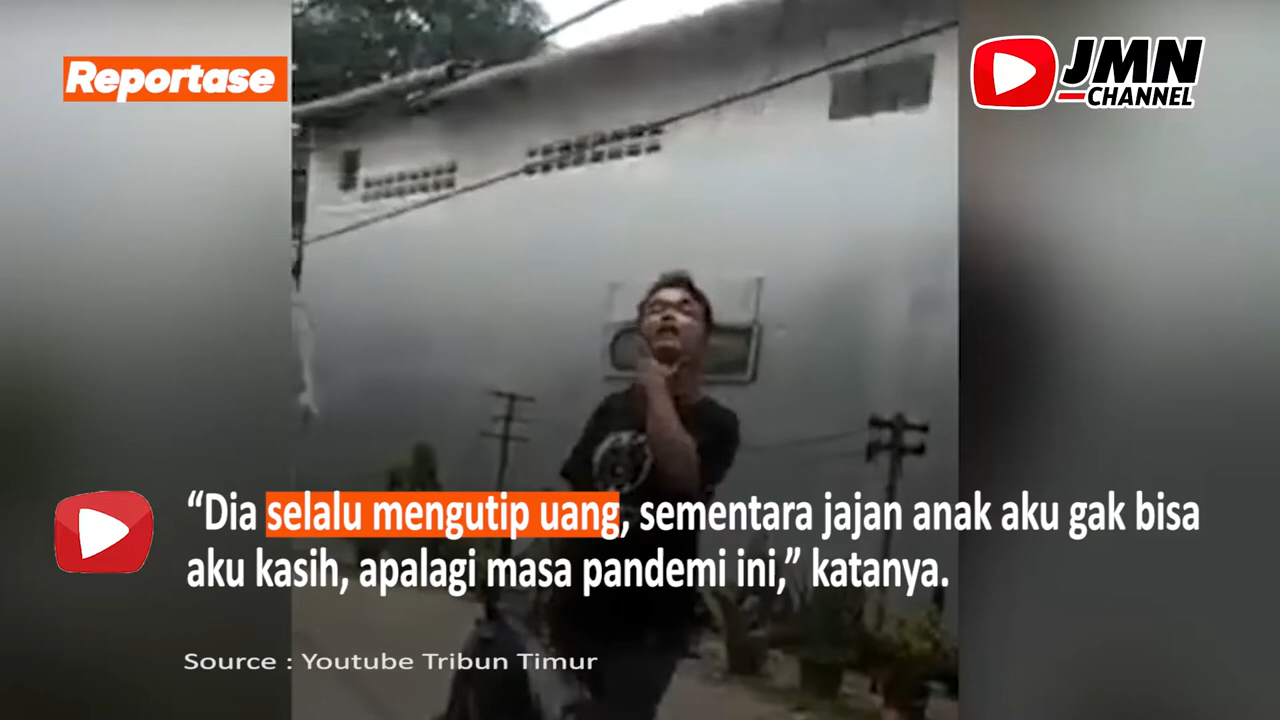 Reportase
JMN
CHANNEL
“Dia selalu mengutip uang, sementara jajan anak aku gak bisa
aku kasih, apalagi masa pandemi ini,” katanya.
Source : Youtube Tribun Timur